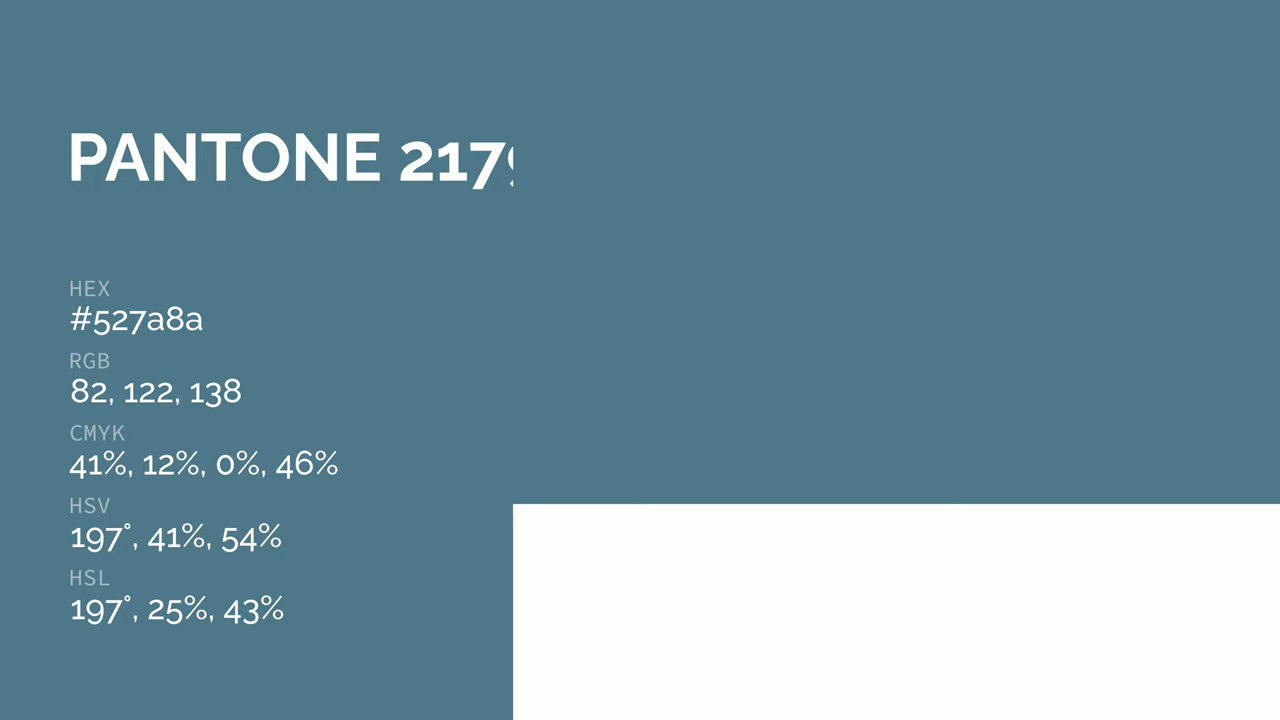 PANTONE 217
HEX
#527a8a
RGB
82, 122, 138
CMYK
41%, 12%, 0%, 46%
HSV
197°, 41%, 54%
HSL
197°, 25%, 43%